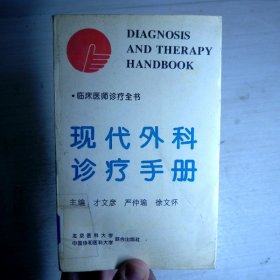 DIAGNOSIS
AND THERAPY
HANDBOOK
·临床医师诊疗全书
现代外科
诊疗手册
主编 才文彦 严仲瑜 徐文怀
北京医科大学
中国协和医科大学 联合出版社